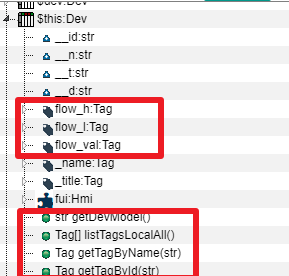 $dev:Dev
$this:Dev
__id:str
__n:str
__t:str
__d:str
flow_h:Tag
flow_l:Tag
flow_val:Tag
_name:Tag
_title:Tag
fui:Hmi
str getDevModel()
Tag[] listTagsLocalAll()
Tag getTagByName(str)
Tag getTagById(str)